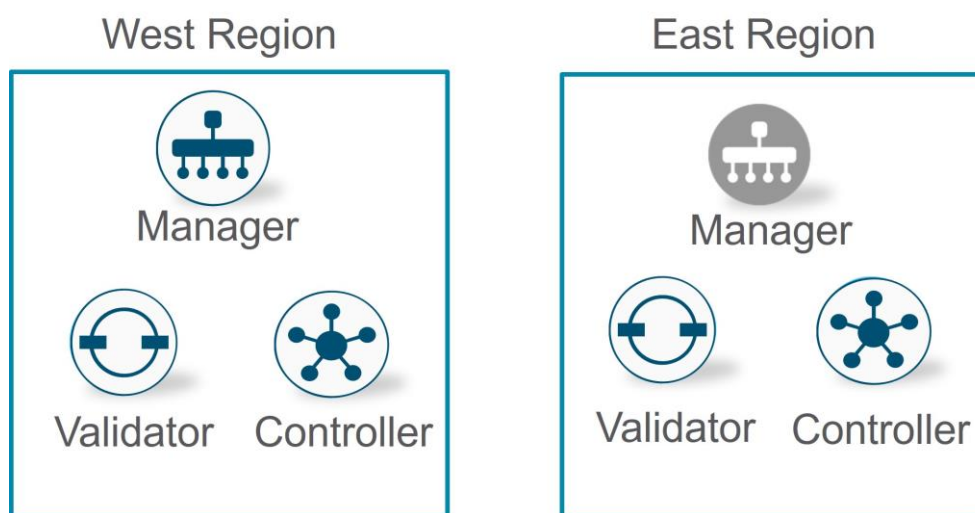 West Region
Manager
Validator
Controller
East Region
Manager
Validator
Controller